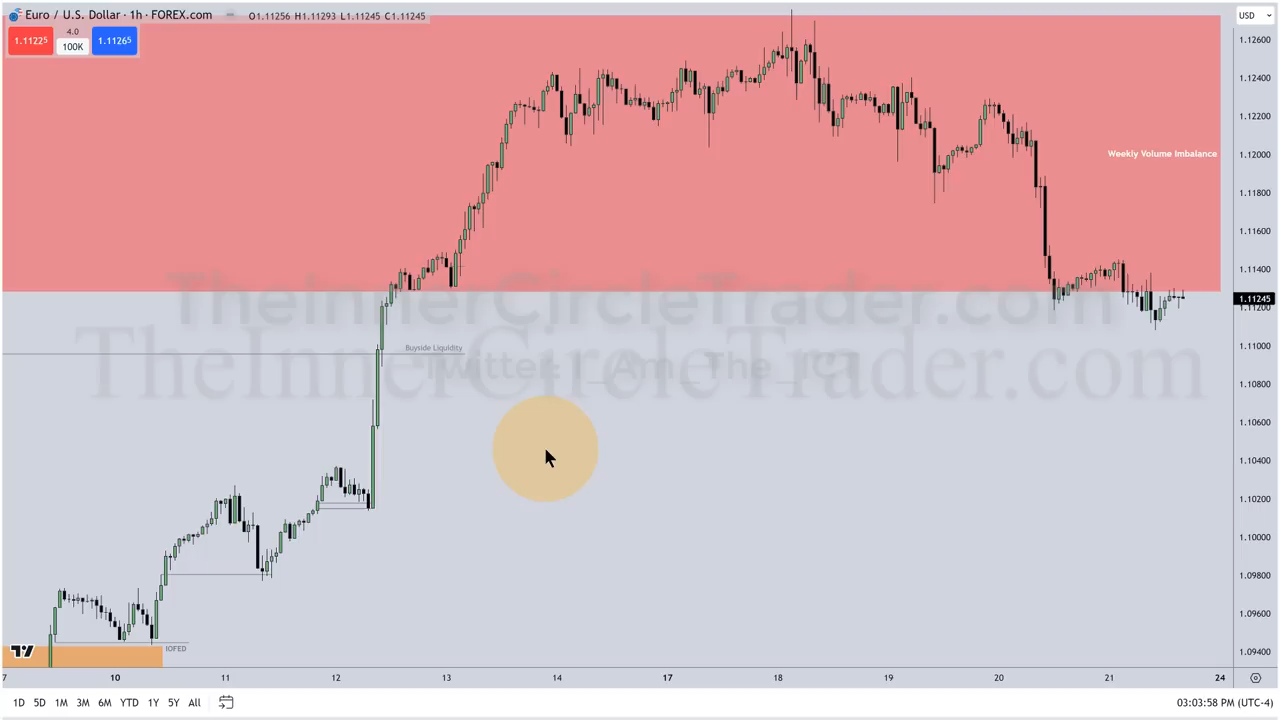 Euro / U.S. Dollar · 1h · FOREX.com O1.11256 H1.11293 L1.11245 C1.11245
USD
1.11225
4.0
100K
1.11265
1.12600
1.12400
1.12200
Weekly Volume Imbalance
1.12000
1.11800
1.11600
1.11400
TheInnerCircleTrader.com
1.11245
1.11200
TheInnerCircleTrader.com
Buyside Liquidity
1.11000
Twitter: I_Am_The_ICT
1.10800
1.10600
1.10400
1.10200
1.10000
1.09800
1.09600
IOFED
1.09400
7 10 11 12 13 14 17 18 19 20 21 24
1D 5D 1M 3M 6M YTD 1Y 5Y All
03:03:58 PM (UTC-4)